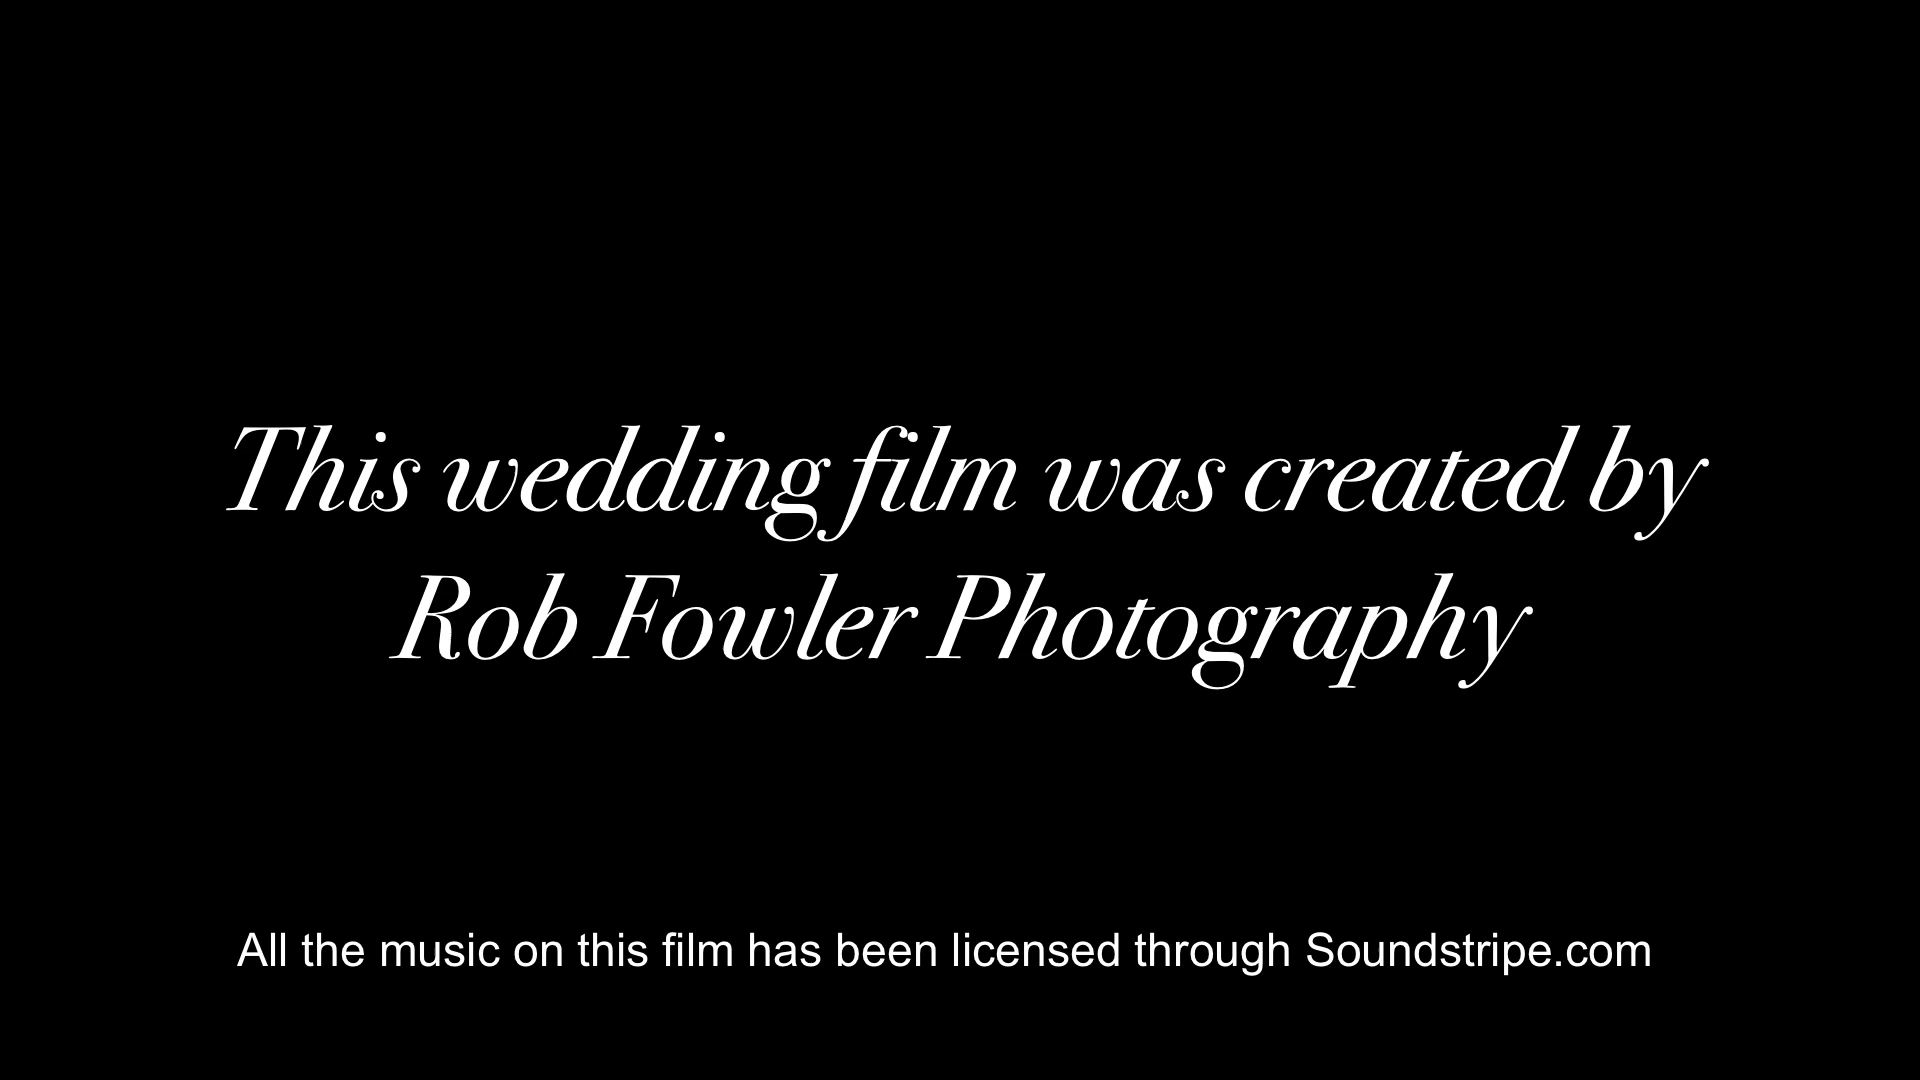 This wedding film was created by
Rob Fowler Photography
All the music on this film has been licensed through Soundstripe.com